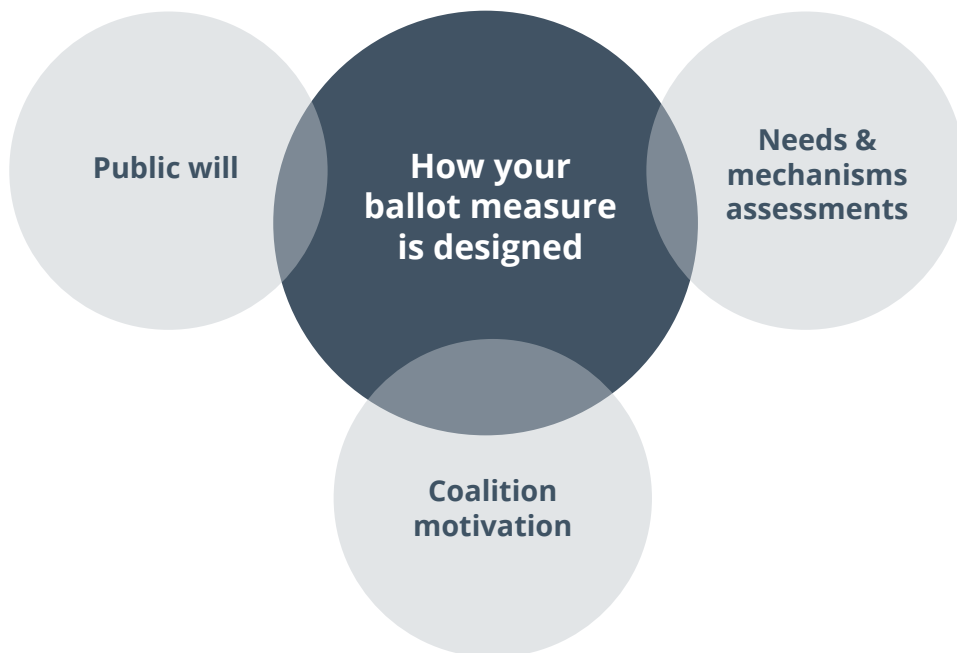 Public will
How your
ballot measure
is designed
Needs &
mechanisms
assessments
Coalition
motivation